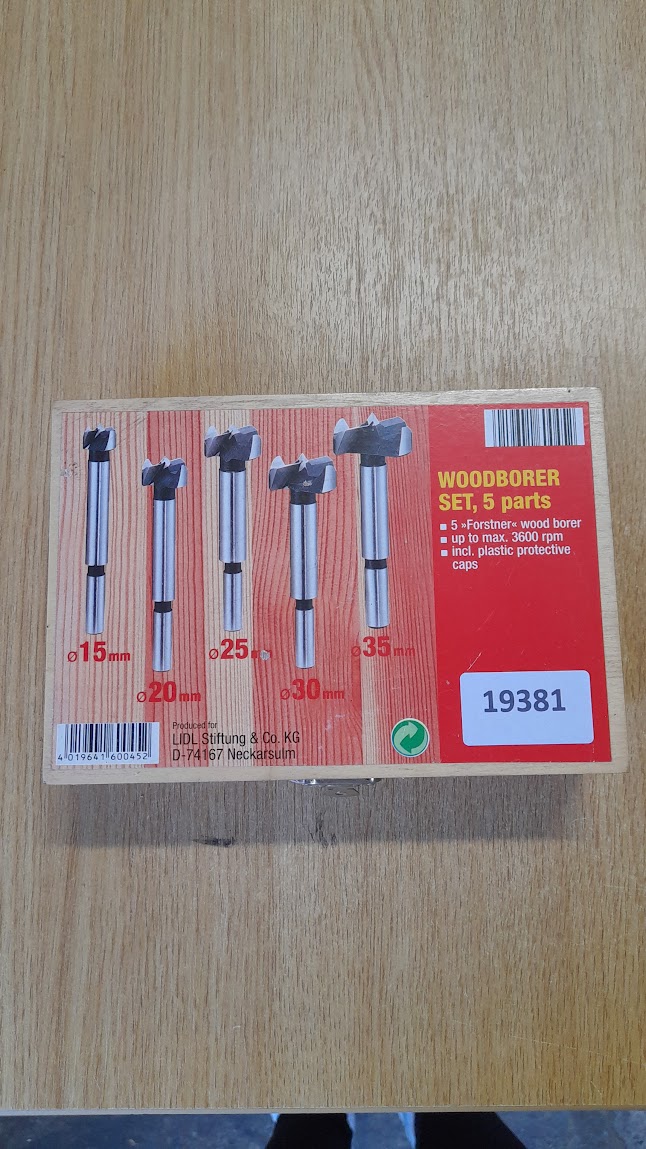 WOODBORER
SET, 5 parts
5 »Forstner« wood borer
up to max. 3600 rpm
incl. plastic protective
caps
ø15mm
ø20mm
ø25
ø30mm
ø35mm
19381
4 019641 600452
Produced for
LIDL Stiftung & Co. KG
D-74167 Neckarsulm